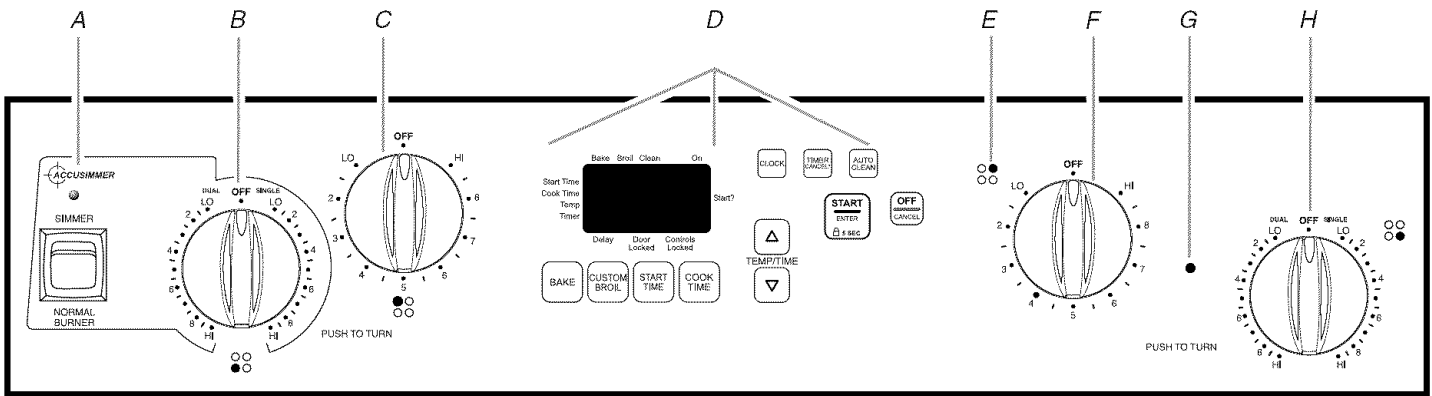 A B C D E F G H
ACCUSIMMER
SIMMER
NORMAL
BURNER
DUAL OFF SINGLE
LO LO
2 2
4 4
6 6
8 8
HI HI
PUSH TO TURN
OFF
LO HI
2 8
3 7
4 6
5
Bake Broil Clean On
Start Time
Cook Time
Temp
Timer
Start?
Delay Door
Locked Controls
Locked
BAKE
CUSTOM
BROIL
START
TIME
COOK
TIME
CLOCK
TIMER
CANCEL
AUTO
CLEAN
START
ENTER
5 SEC
OFF
CANCEL
TEMP/TIME
OFF
LO HI
2 8
3 7
4 6
5
PUSH TO TURN
DUAL OFF SINGLE
LO LO
2 2
4 4
6 6
8 8
HI HI